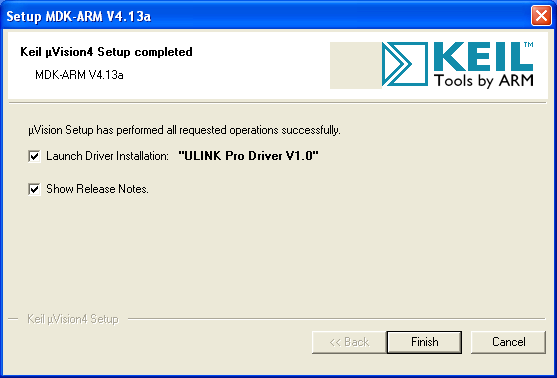 Setup MDK-ARM V4.13a
Keil µVision4 Setup completed
MDK-ARM V4.13a
KEIL™
Tools by ARM
µVision Setup has performed all requested operations successfully.
Launch Driver Installation: "ULINK Pro Driver V1.0"
Show Release Notes.
Keil µVision4 Setup
<< Back Finish Cancel